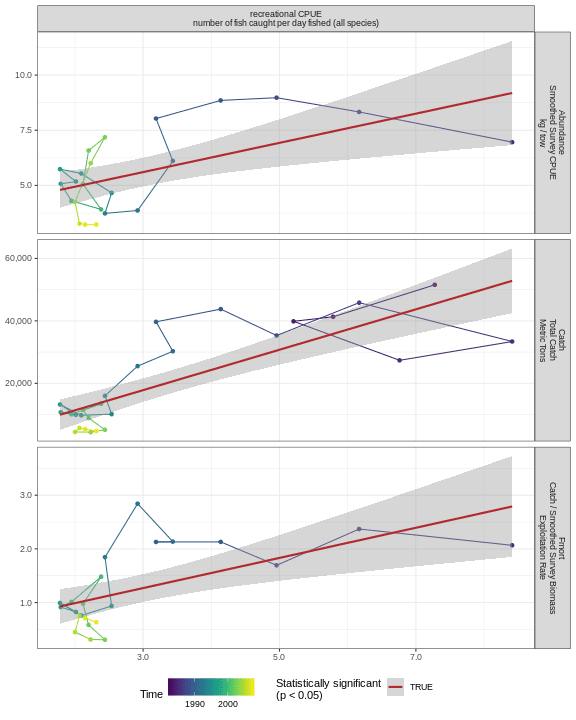 recreational CPUE
number of fish caught per day fished (all species)
10.0
7.5
5.0
Abundance
Smoothed Survey CPUE
kg / tow
60,000
40,000
20,000
Catch
Total Catch
Metric Tons
3.0
2.0
1.0
Fmort
Catch / Smoothed Survey Biomass
Exploitation Rate
3.0
5.0
7.0
Time
1990
2000
Statistically significant
(p < 0.05)
TRUE